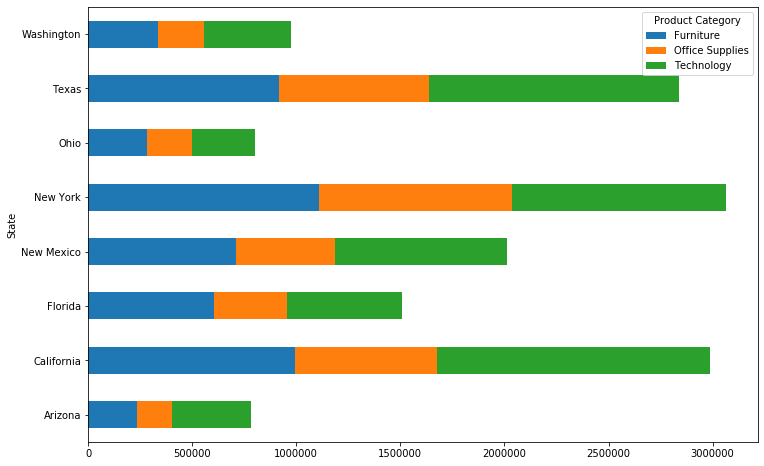 Product Category
Furniture
Office Supplies
Technology
Washington
Texas
Ohio
New York
New Mexico
Florida
California
Arizona
State
0
500000
1000000
1500000
2000000
2500000
3000000